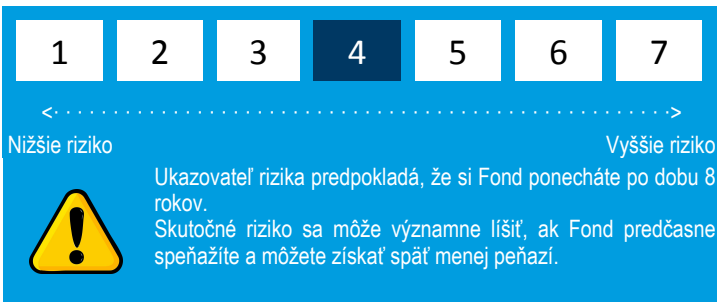 1 2 3 4 5 6 7
<·······································································>
Nižšie riziko Vyššie riziko
Ukazovateľ rizika predpokladá, že si Fond ponecháte po dobu 8
rokov.
Skutočné riziko sa môže významne líšiť, ak Fond predčasne
speňažíte a môžete získať späť menej peňazí.